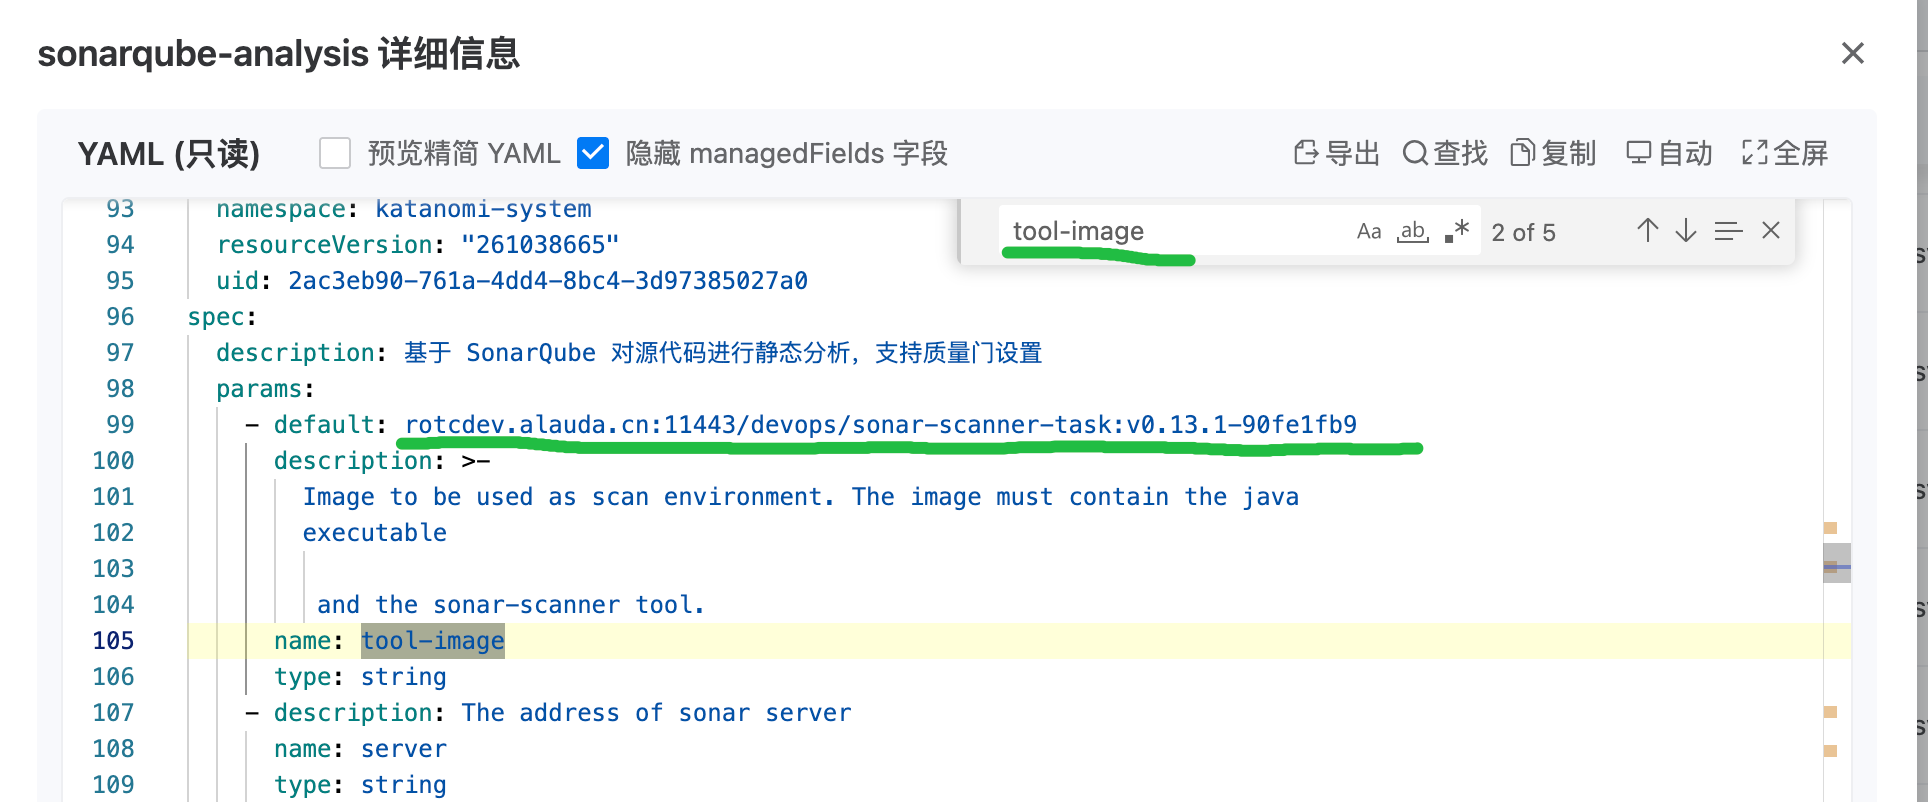 sonarqube-analysis 详细信息
YAML (只读) 预览精简 YAML 隐藏 managedFields 字段 导出 查找 复制 自动 全屏
tool-image Aa ab .* 2 of 5
93 namespace: katanomi-system
94 resourceVersion: "261038665"
95 uid: 2ac3eb90-761a-4dd4-8bc4-3d97385027a0
96 spec:
97 description: 基于 SonarQube 对源代码进行静态分析，支持质量门设置
98 params:
99 - default: rotcdev.alauda.cn:11443/devops/sonar-scanner-task:v0.13.1-90fe1fb9
100 description: >-
101 Image to be used as scan environment. The image must contain the java
102 executable
103
104 and the sonar-scanner tool.
105 name: tool-image
106 type: string
107 - description: The address of sonar server
108 name: server
109 type: string